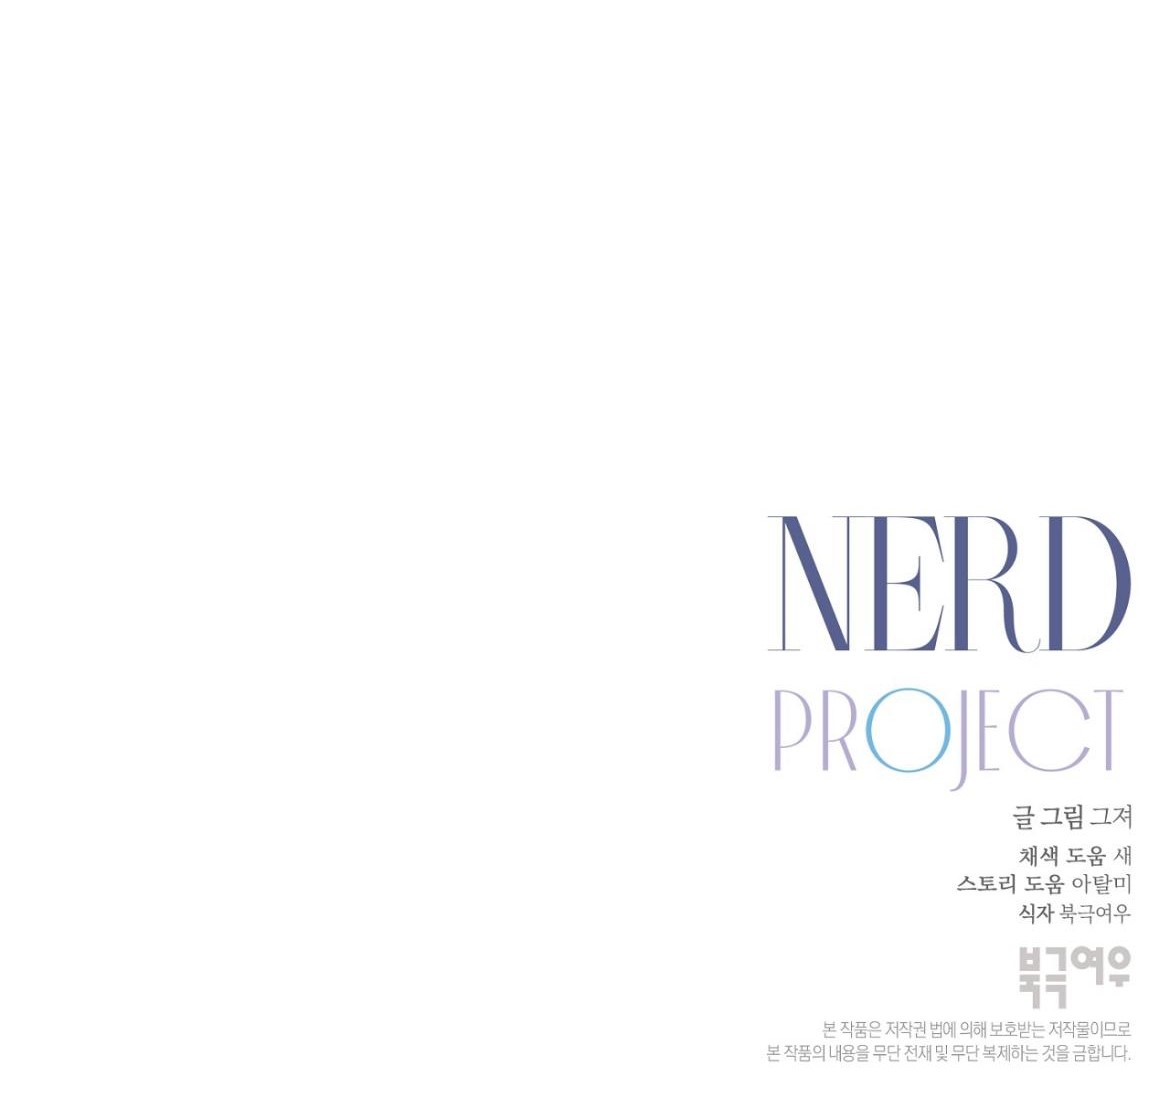 NERD
PROJECT
글 그림 그져
채색 도움 새
스토리 도움 아탈미
식자 북극여우
북극여우
본 작품은 저작권 법에 의해 보호받는 저작물이므로
본 작품의 내용을 무단 전재 및 무단 복제하는 것을 금합니다.